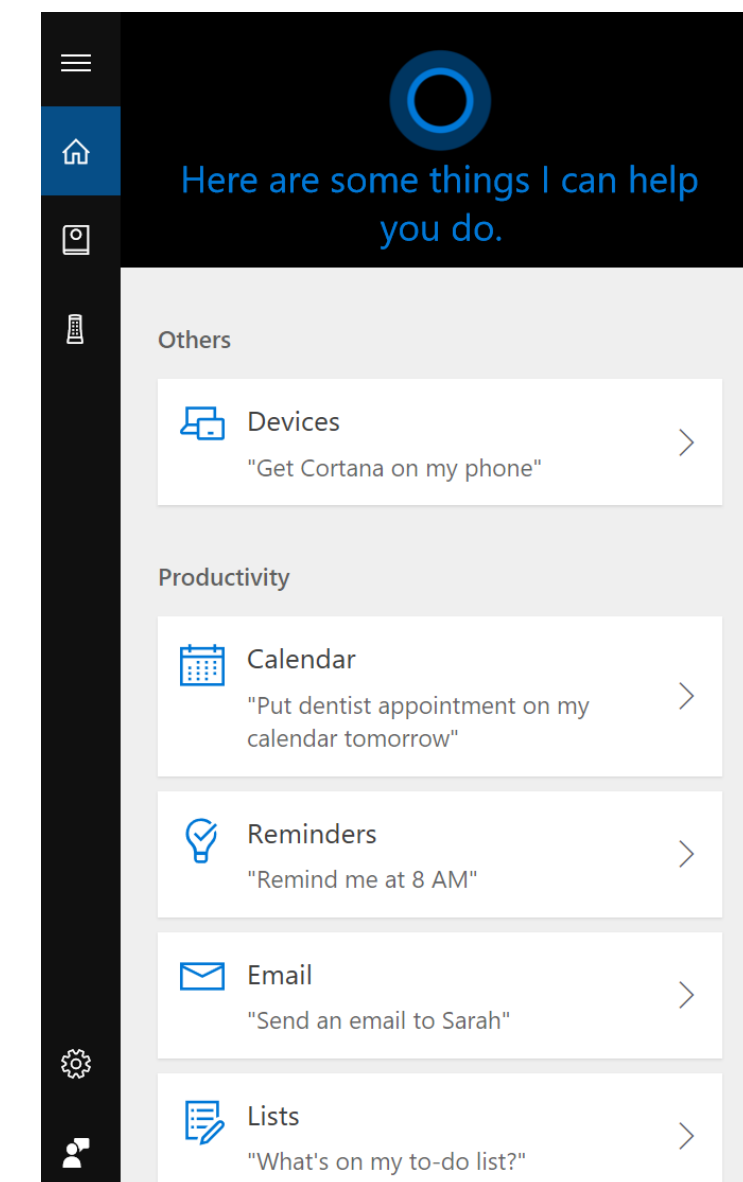 Here are some things I can help
you do.
Others
Devices
"Get Cortana on my phone"
Productivity
Calendar
"Put dentist appointment on my
calendar tomorrow"
Reminders
"Remind me at 8 AM"
Email
"Send an email to Sarah"
Lists
"What's on my to-do list?"